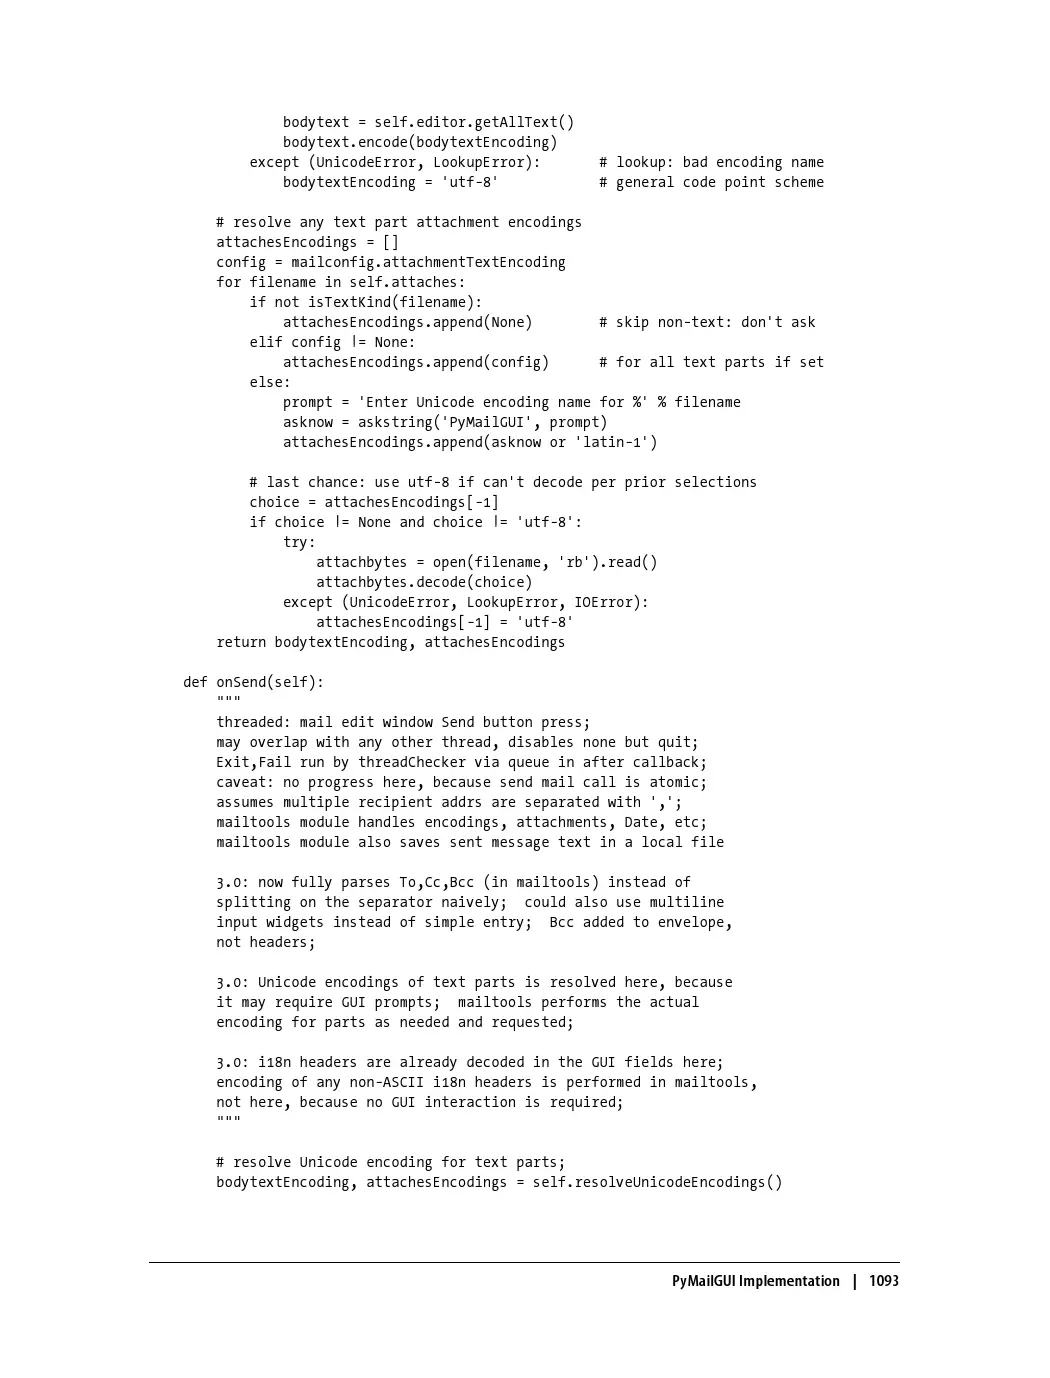 bodytext = self.editor.getAllText()
            bodytext.encode(bodytextEncoding)
        except (UnicodeError, LookupError):       # lookup: bad encoding name
            bodytextEncoding = 'utf-8'            # general code point scheme

    # resolve any text part attachment encodings
    attachesEncodings = []
    config = mailconfig.attachmentTextEncoding
    for filename in self.attaches:
        if not isTextKind(filename):
            attachesEncodings.append(None)        # skip non-text: don't ask
        elif config != None:
            attachesEncodings.append(config)      # for all text parts if set
        else:
            prompt = 'Enter Unicode encoding name for %' % filename
            asknow = askstring('PyMailGUI', prompt)
            attachesEncodings.append(asknow or 'latin-1')

        # last chance: use utf-8 if can't decode per prior selections
        choice = attachesEncodings[-1]
        if choice != None and choice != 'utf-8':
            try:
                attachbytes = open(filename, 'rb').read()
                attachbytes.decode(choice)
            except (UnicodeError, LookupError, IOError):
                attachesEncodings[-1] = 'utf-8'
    return bodytextEncoding, attachesEncodings

def onSend(self):
    """
    threaded: mail edit window Send button press;
    may overlap with any other thread, disables none but quit;
    Exit,Fail run by threadChecker via queue in after callback;
    caveat: no progress here, because send mail call is atomic;
    assumes multiple recipient addrs are separated with ',';
    mailtools module handles encodings, attachments, Date, etc;
    mailtools module also saves sent message text in a local file

    3.0: now fully parses To,Cc,Bcc (in mailtools) instead of
    splitting on the separator naively;  could also use multiline
    input widgets instead of simple entry;  Bcc added to envelope,
    not headers;

    3.0: Unicode encodings of text parts is resolved here, because
    it may require GUI prompts;  mailtools performs the actual
    encoding for parts as needed and requested;

    3.0: i18n headers are already decoded in the GUI fields here;
    encoding of any non-ASCII i18n headers is performed in mailtools,
    not here, because no GUI interaction is required;
    """

    # resolve Unicode encoding for text parts;
    bodytextEncoding, attachesEncodings = self.resolveUnicodeEncodings()

PyMailGUI Implementation | 1093